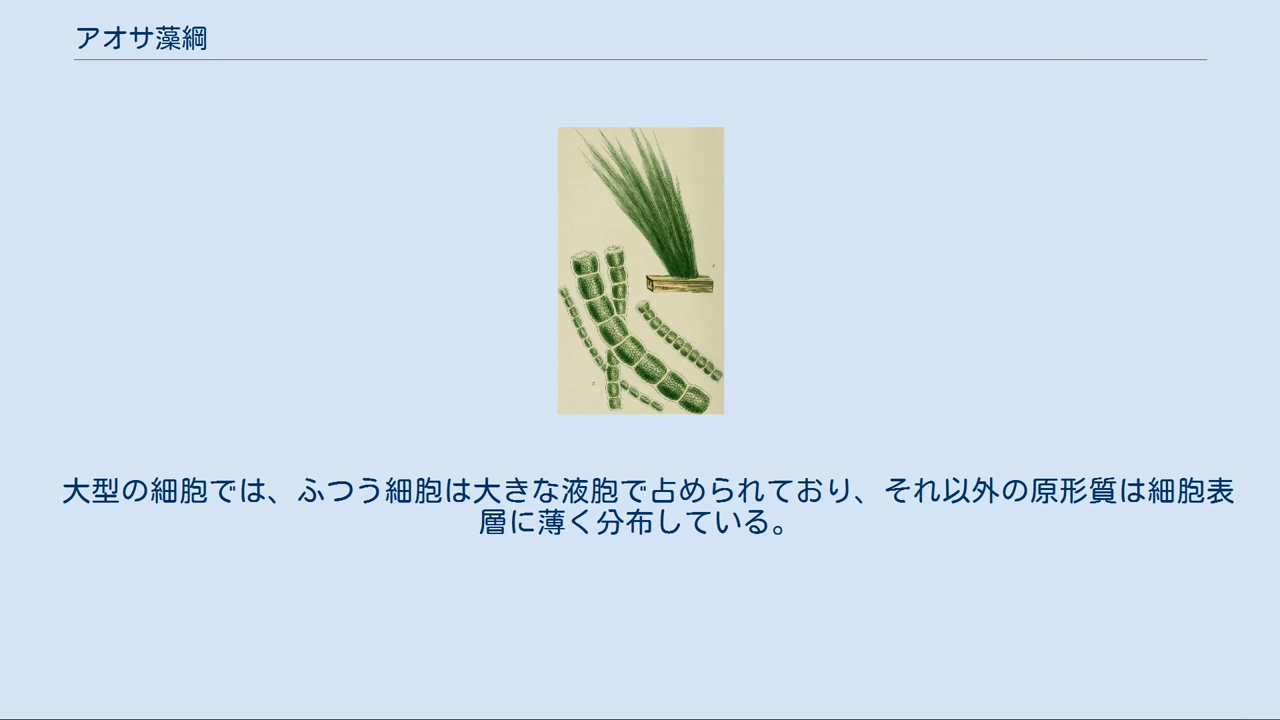 アオサ藻綱
大型の細胞では、ふつう細胞は大きな液胞で占められており、それ以外の原形質は細胞表
層に薄く分布している。